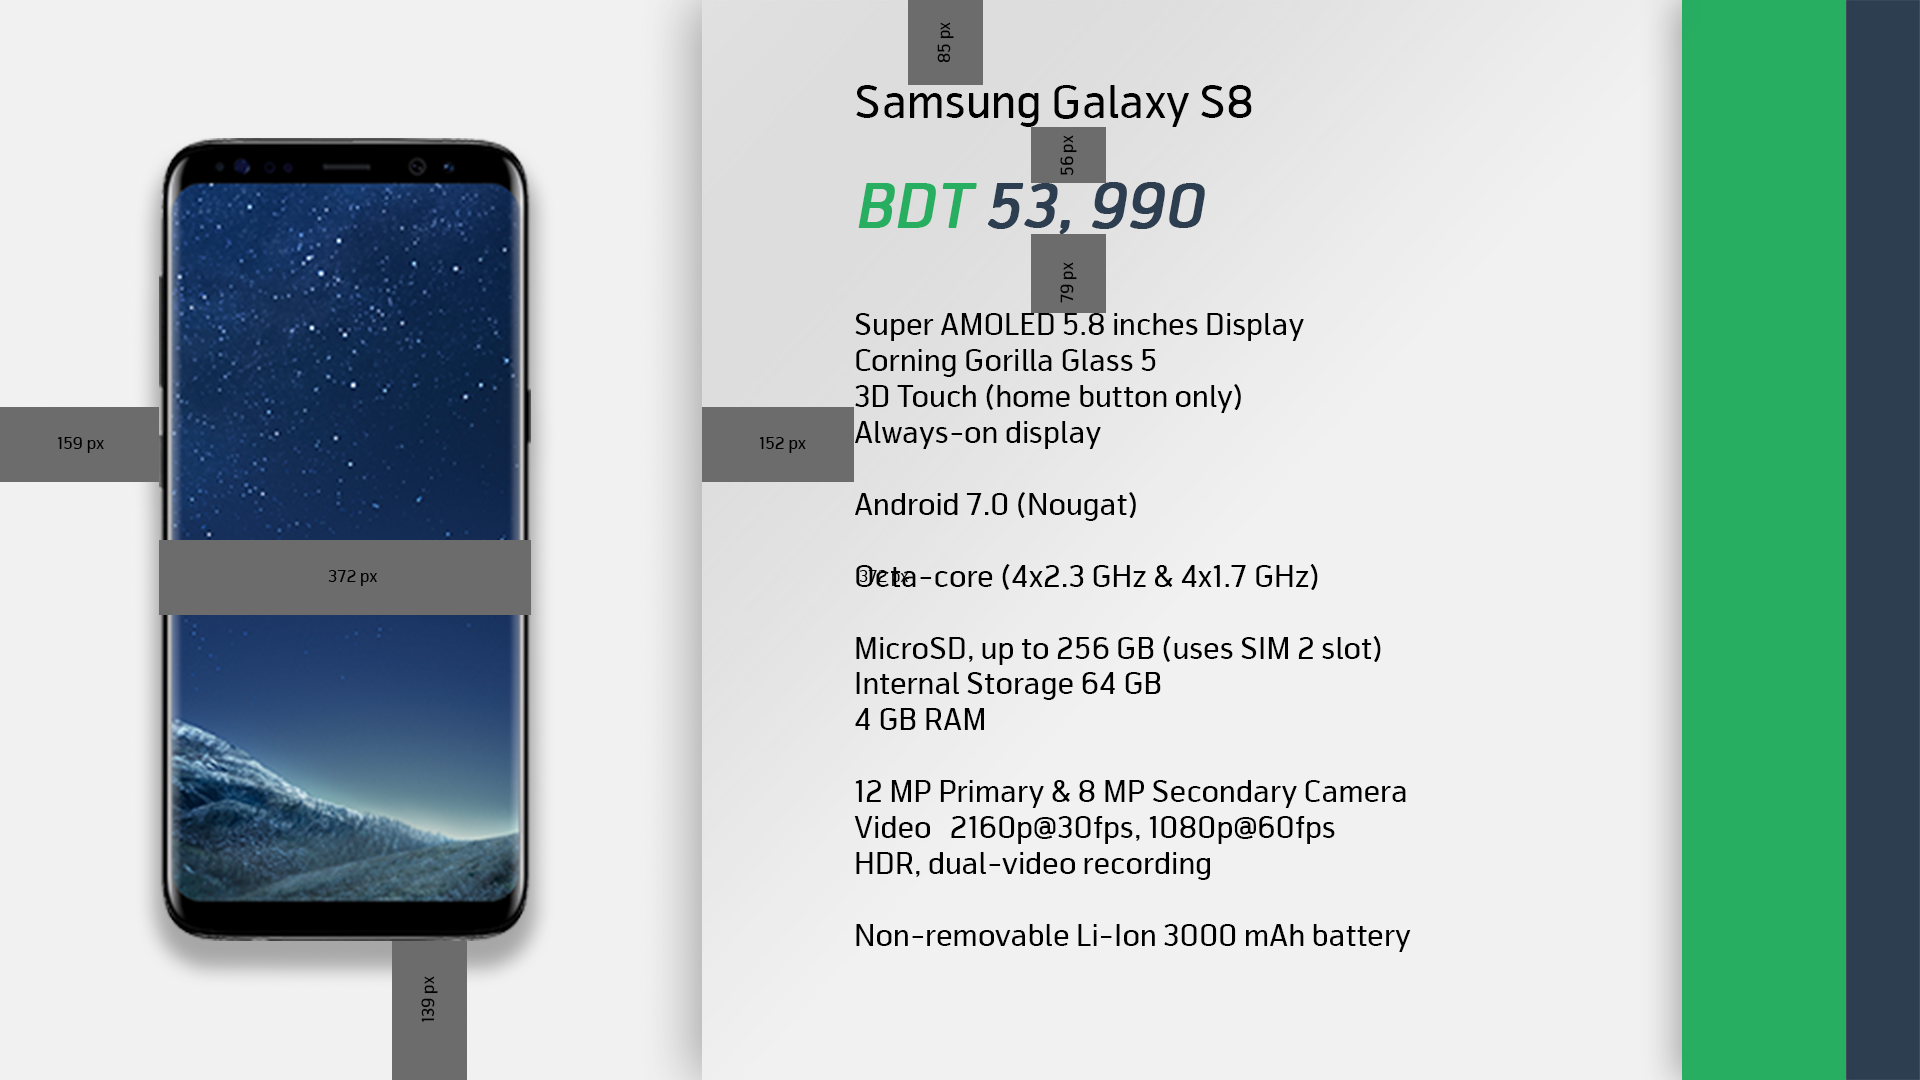 85 px
Samsung Galaxy S8
56 px
BDT 53, 990
79 px
Super AMOLED 5.8 inches Display
Corning Gorilla Glass 5
3D Touch (home button only)
159 px
152 px
Always-on display
Android 7.0 (Nougat)
372 px
372 px
Octa-core (4x2.3 GHz & 4x1.7 GHz)
MicroSD, up to 256 GB (uses SIM 2 slot)
Internal Storage 64 GB
4 GB RAM
12 MP Primary & 8 MP Secondary Camera
Video 2160p@30fps, 1080p@60fps
HDR, dual-video recording
Non-removable Li-Ion 3000 mAh battery
139 px